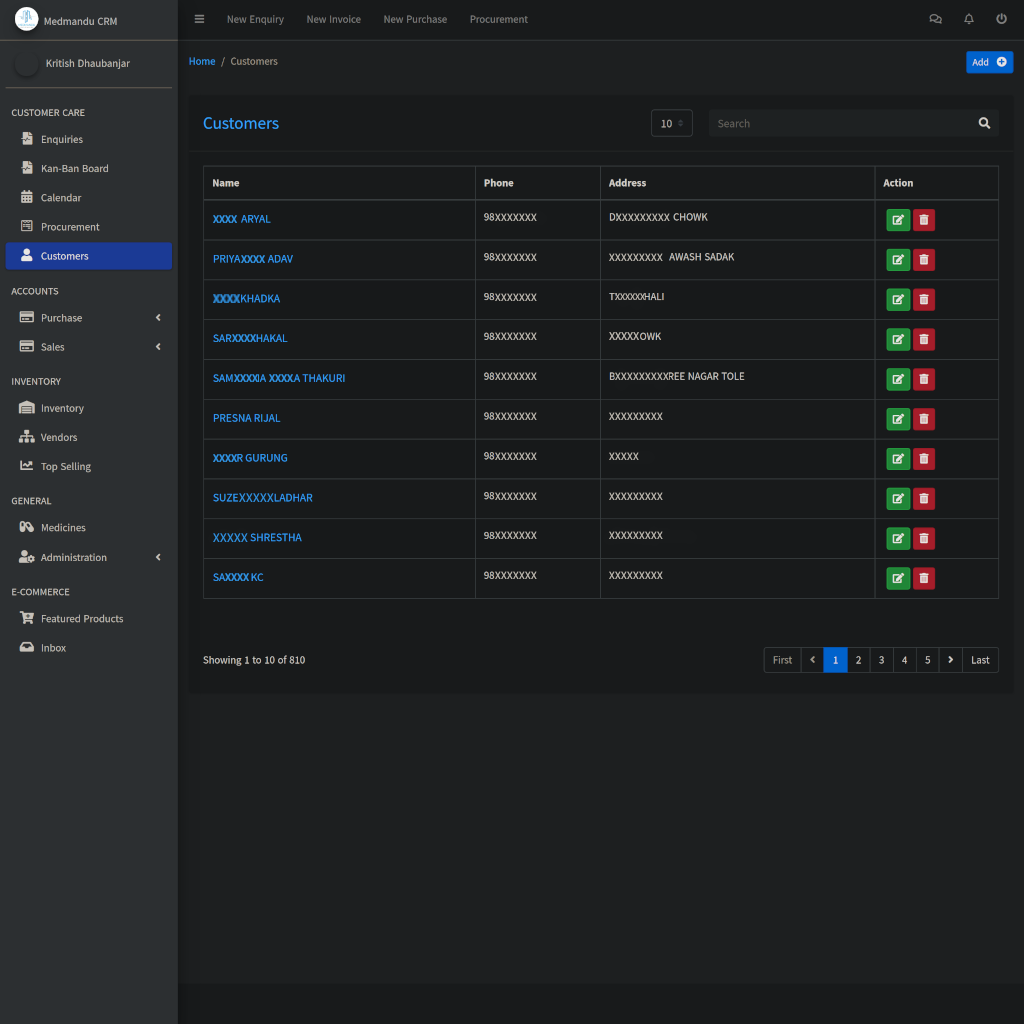 Medmandu CRM
New Enquiry New Invoice New Purchase Procurement
Kritish Dhaubanjar
Home / Customers
Add
CUSTOMER CARE
Enquiries
Kan-Ban Board
Calendar
Procurement
Customers
ACCOUNTS
Purchase
Sales
INVENTORY
Inventory
Vendors
Top Selling
GENERAL
Medicines
Administration
E-COMMERCE
Featured Products
Inbox
Customers
10
Search
Name Phone Address Action
XXXX ARYAL 98XXXXXXX DXXXXXXXXX CHOWK
PRIYAXXXX ADAV 98XXXXXXX XXXXXXXXX AWASH SADAK
XXXXKHADKA 98XXXXXXX TXXXXXXHALI
SARXXXXHAKAL 98XXXXXXX XXXXXOWK
SAMXXXXIA XXXXA THAKURI 98XXXXXXX BXXXXXXXXXREE NAGAR TOLE
PRESNA RIJAL 98XXXXXXX XXXXXXXXX
XXXXR GURUNG 98XXXXXXX XXXXX
SUZEXXXXXLADHAR 98XXXXXXX XXXXXXXXX
XXXXX SHRESTHA 98XXXXXXX XXXXXXXXX
SAXXXX KC 98XXXXXXX XXXXXXXXX
Showing 1 to 10 of 810
First 1 2 3 4 5 Last